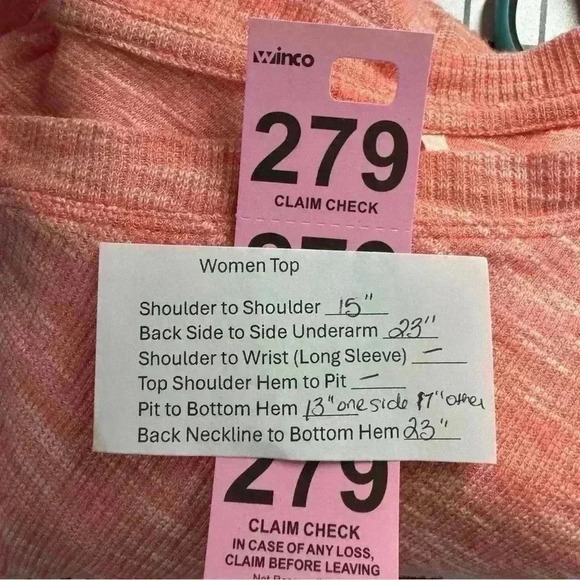 Winco
279
CLAIM CHECK
Women Top
Shoulder to Shoulder 15"
Back Side to Side Underarm 23"
Shoulder to Wrist (Long Sleeve) –
Top Shoulder Hem to Pit –
Pit to Bottom Hem 13" one side 17" other
Back Neckline to Bottom Hem 23"
279
CLAIM CHECK
IN CASE OF ANY LOSS,
CLAIM BEFORE LEAVING